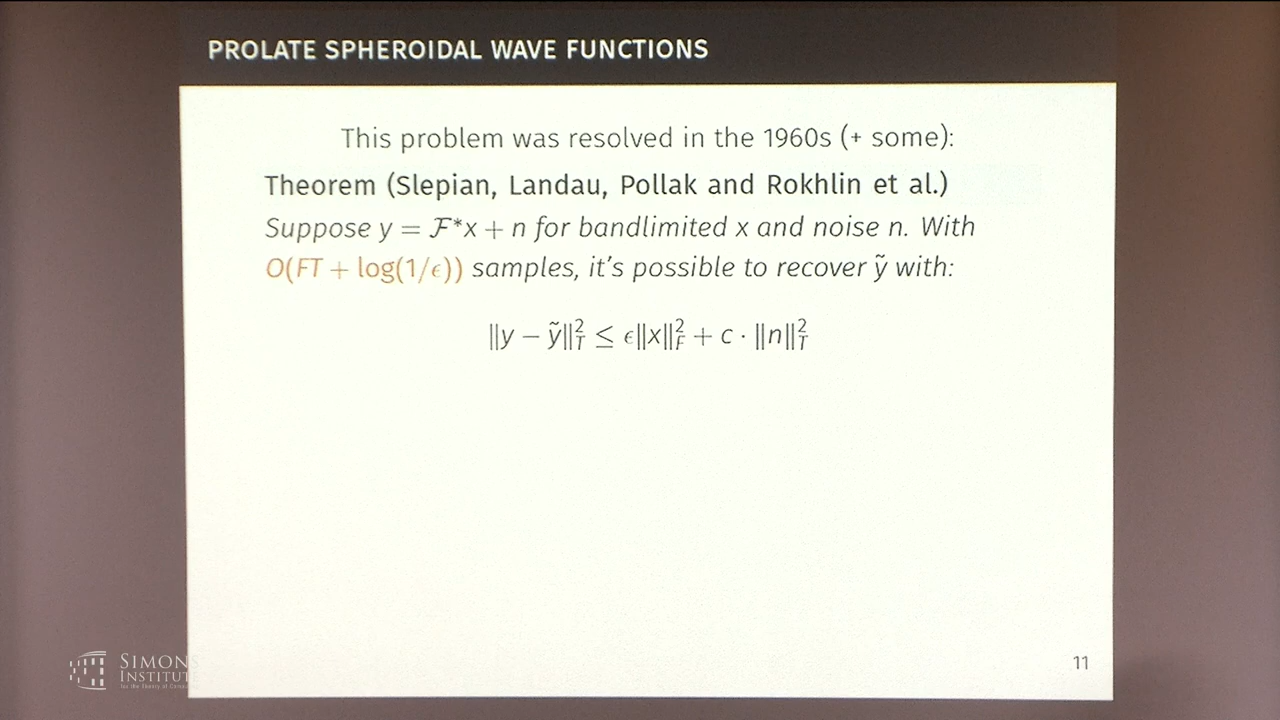 PROLATE SPHEROIDAL WAVE FUNCTIONS
This problem was resolved in the 1960s (+ some):
Theorem (Slepian, Landau, Pollak and Rokhlin et al.)
Suppose y = ℱ*x + n for bandlimited x and noise n. With
O(FT + log(1/ϵ)) samples, it's possible to recover ỹ with:
‖y − ỹ‖²_T ≤ ϵ‖x‖²_F + c · ‖n‖²_T
11
SIMONS
INSTITUTE